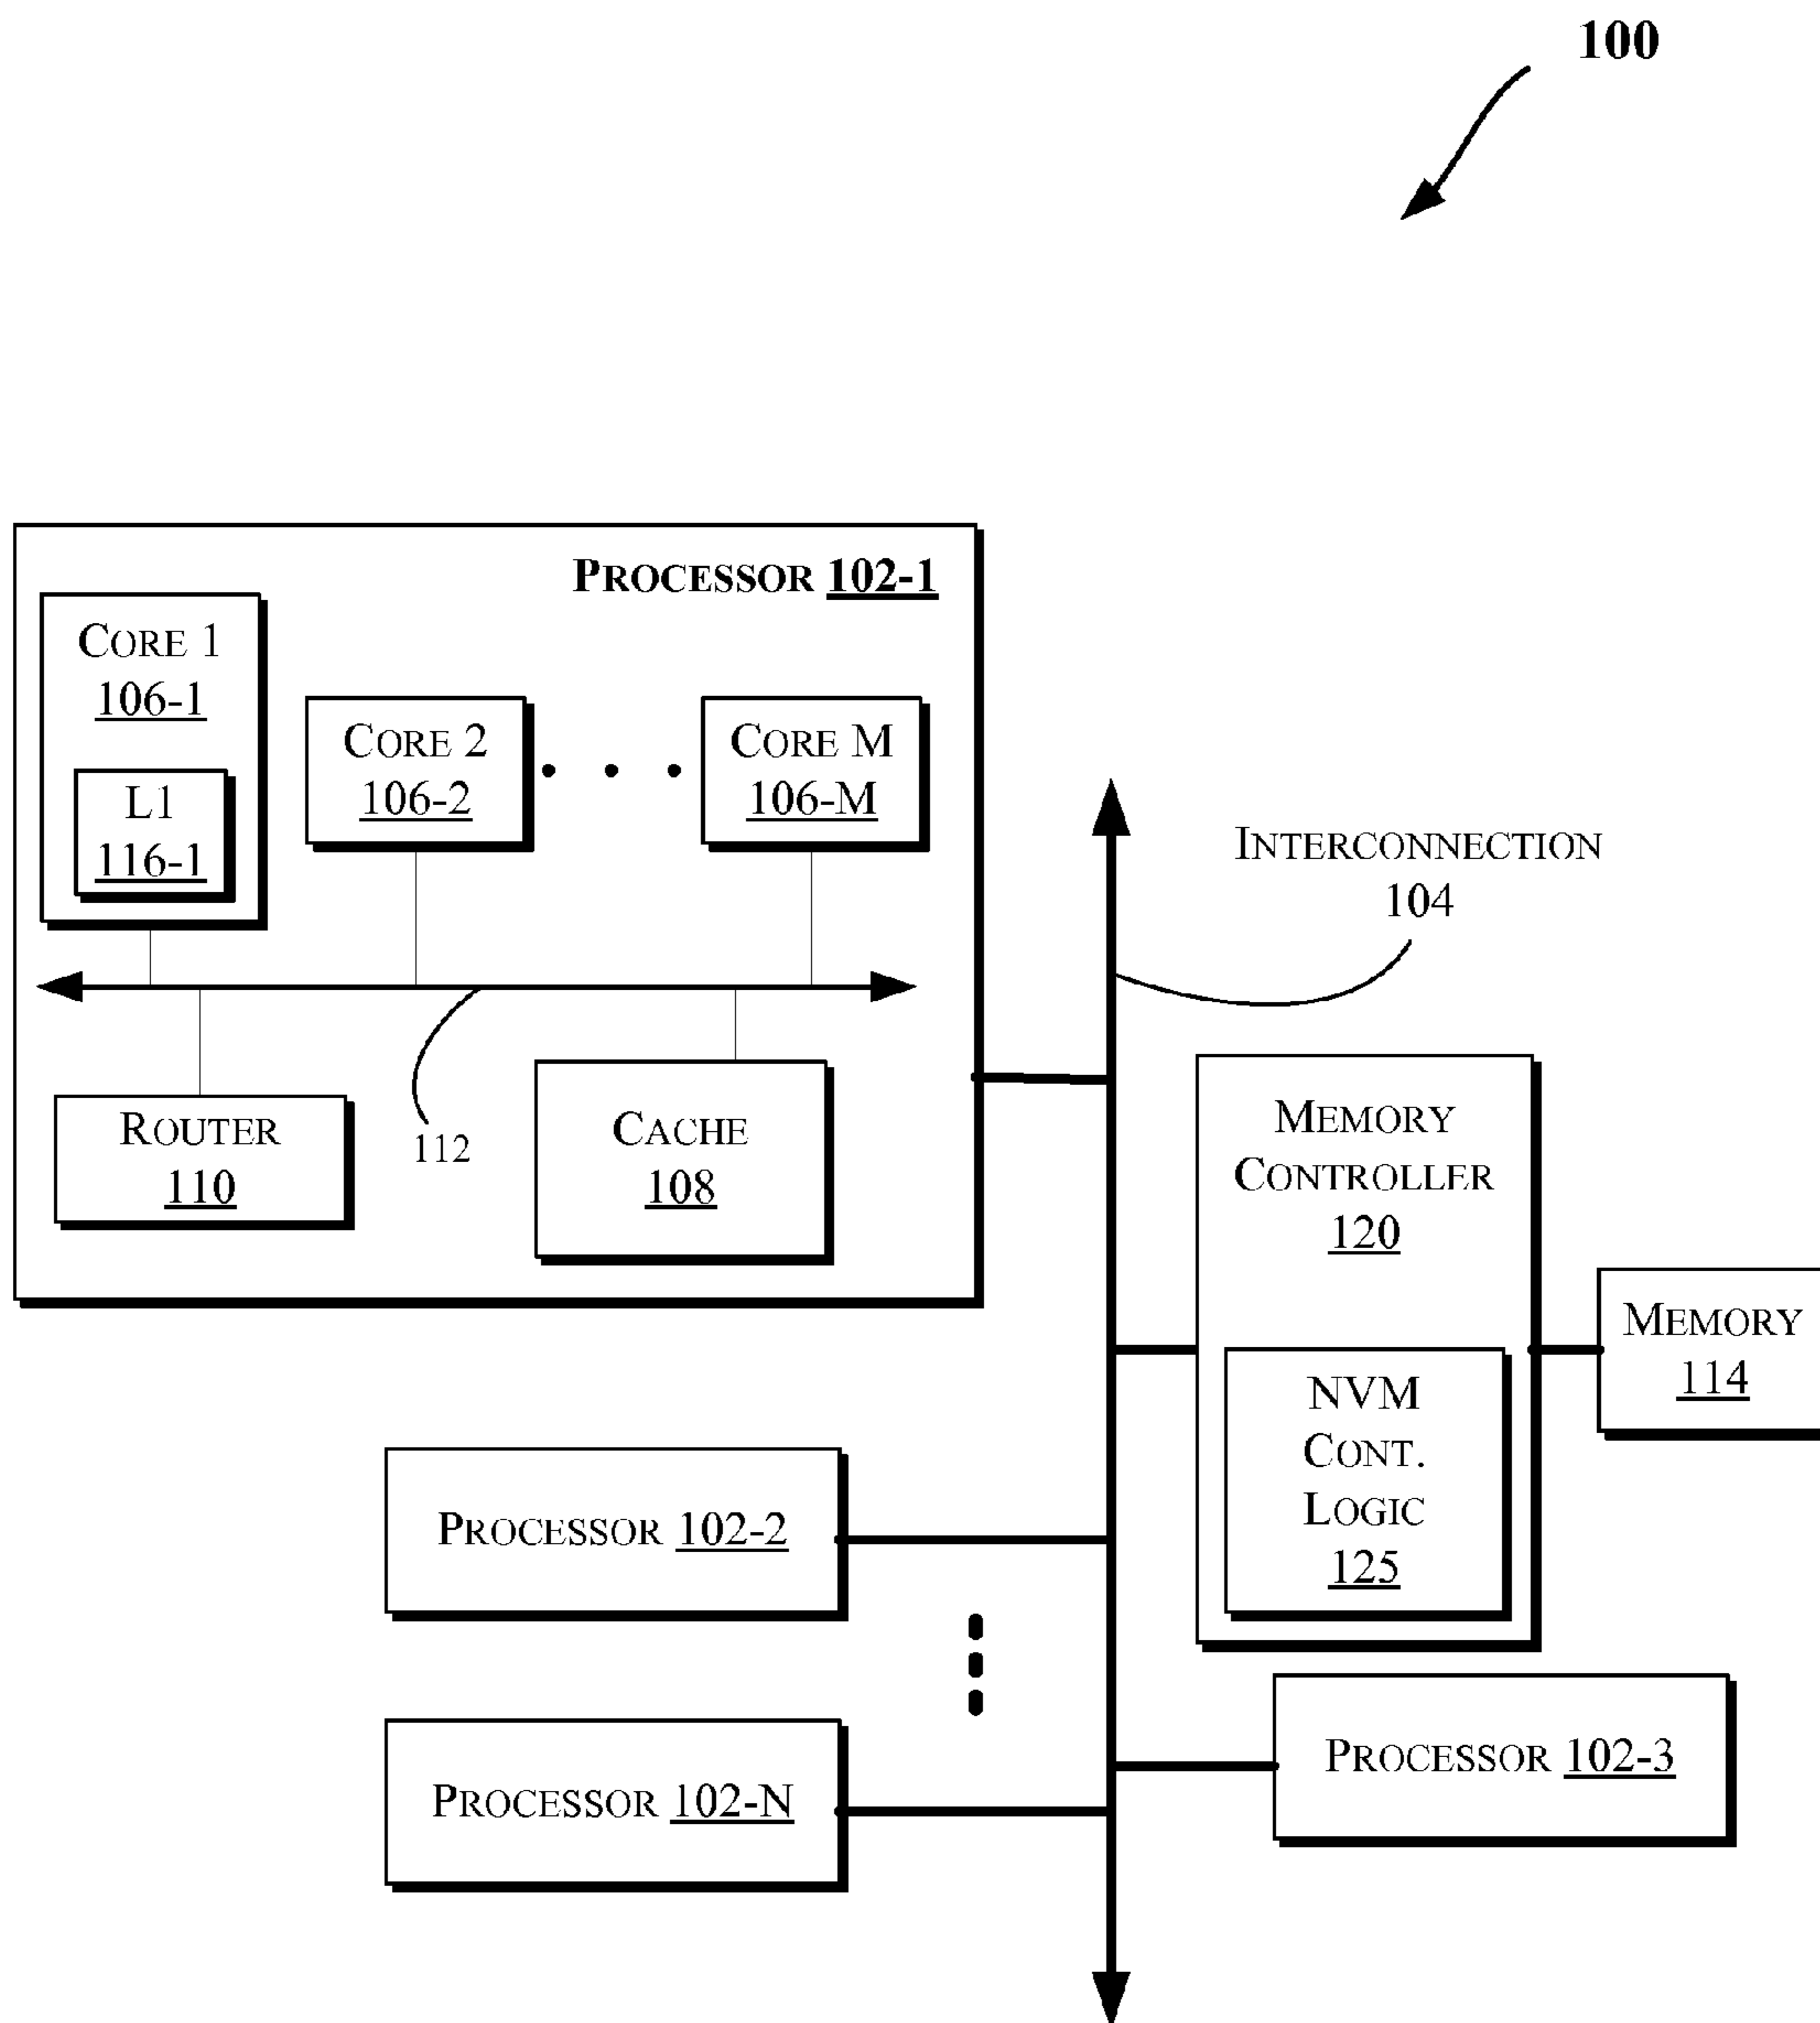 100
PROCESSOR 102-1
CORE 1
106-1
L1
116-1
CORE 2
106-2
CORE M
106-M
112
ROUTER
110
CACHE
108
INTERCONNECTION
104
MEMORY
CONTROLLER
120
NVM
CONT.
LOGIC
125
MEMORY
114
PROCESSOR 102-2
PROCESSOR 102-N
PROCESSOR 102-3